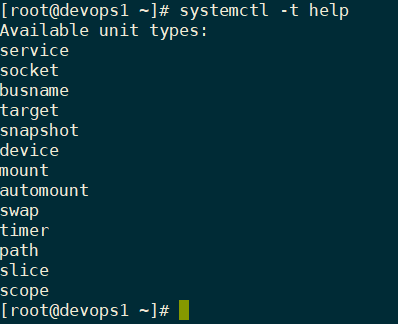 [root@devops1 ~]# systemctl -t help
Available unit types:
service
socket
busname
target
snapshot
device
mount
automount
swap
timer
path
slice
scope
[root@devops1 ~]#